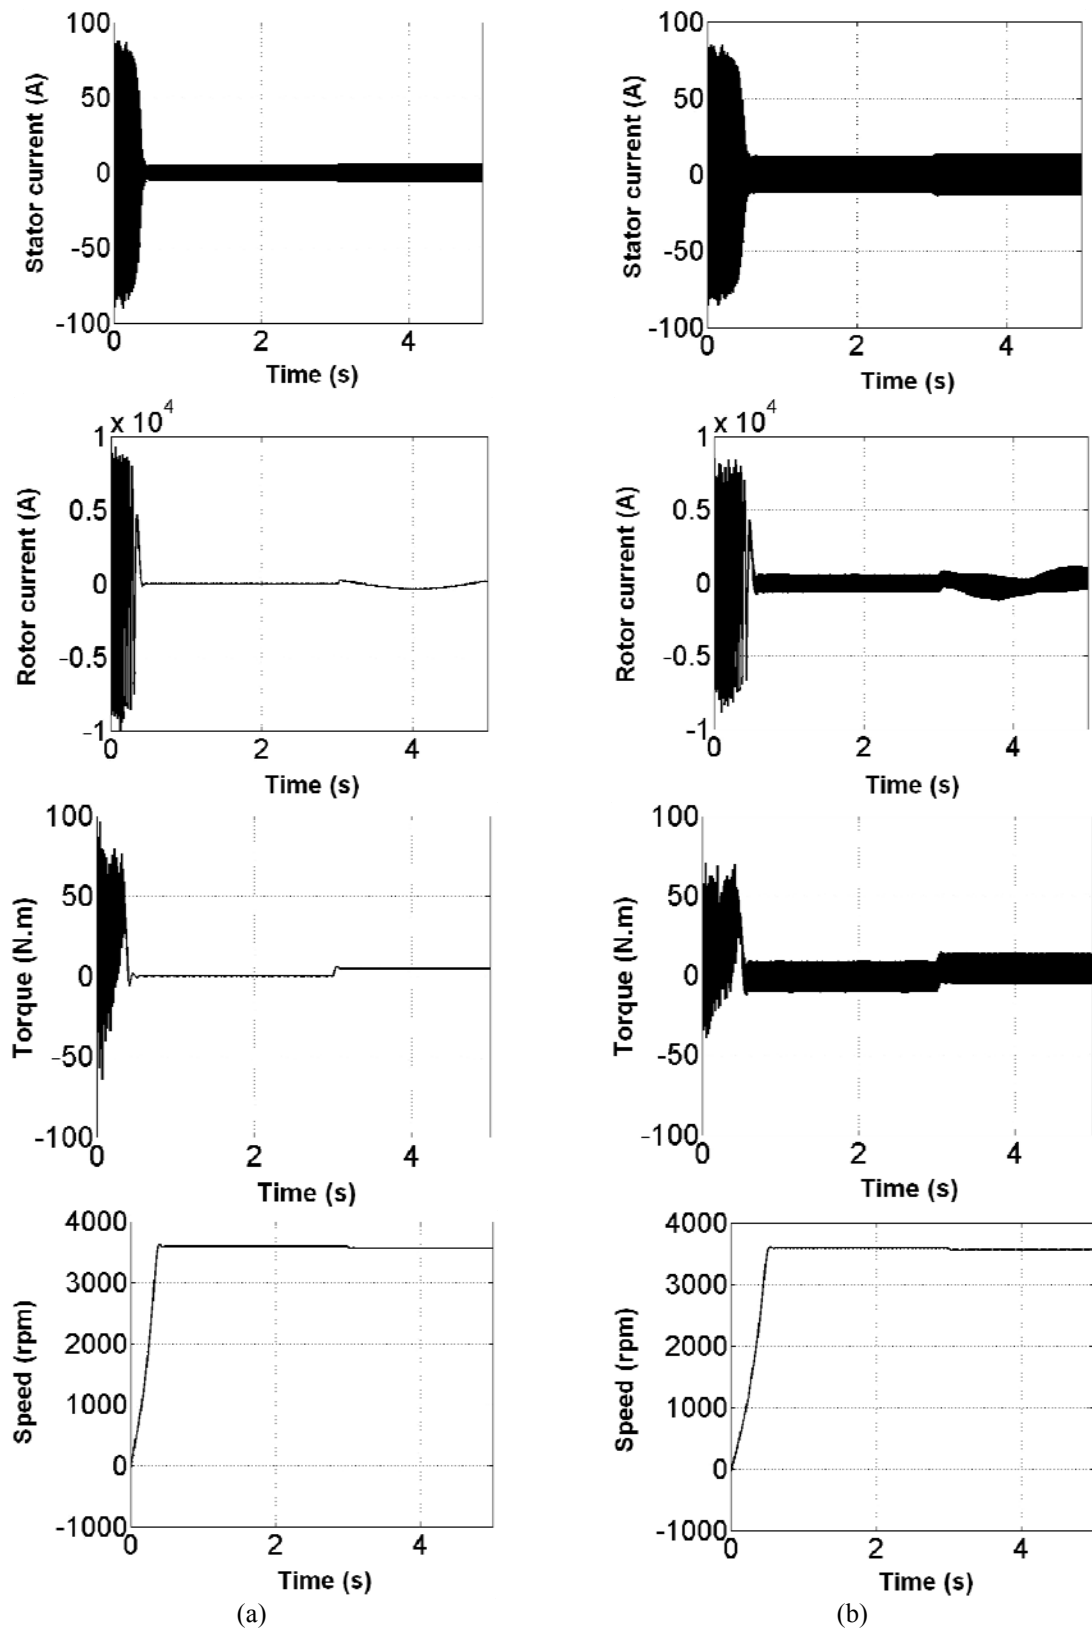 100
50
0
-50
-100
Stator current (A)
0 2 4
Time (s)
100
50
0
-50
-100
Stator current (A)
0 2 4
Time (s)
x 10⁴
1
0.5
0
-0.5
-1
Rotor current (A)
0 2 4
Time (s)
x 10⁴
1
0.5
0
-0.5
-1
Rotor current (A)
0 2 4
Time (s)
100
50
0
-50
-100
Torque (N.m)
0 2 4
Time (s)
100
50
0
-50
-100
Torque (N.m)
0 2 4
Time (s)
4000
3000
2000
1000
0
-1000
Speed (rpm)
0 2 4
Time (s)
(a)
4000
3000
2000
1000
0
-1000
Speed (rpm)
0 2 4
Time (s)
(b)